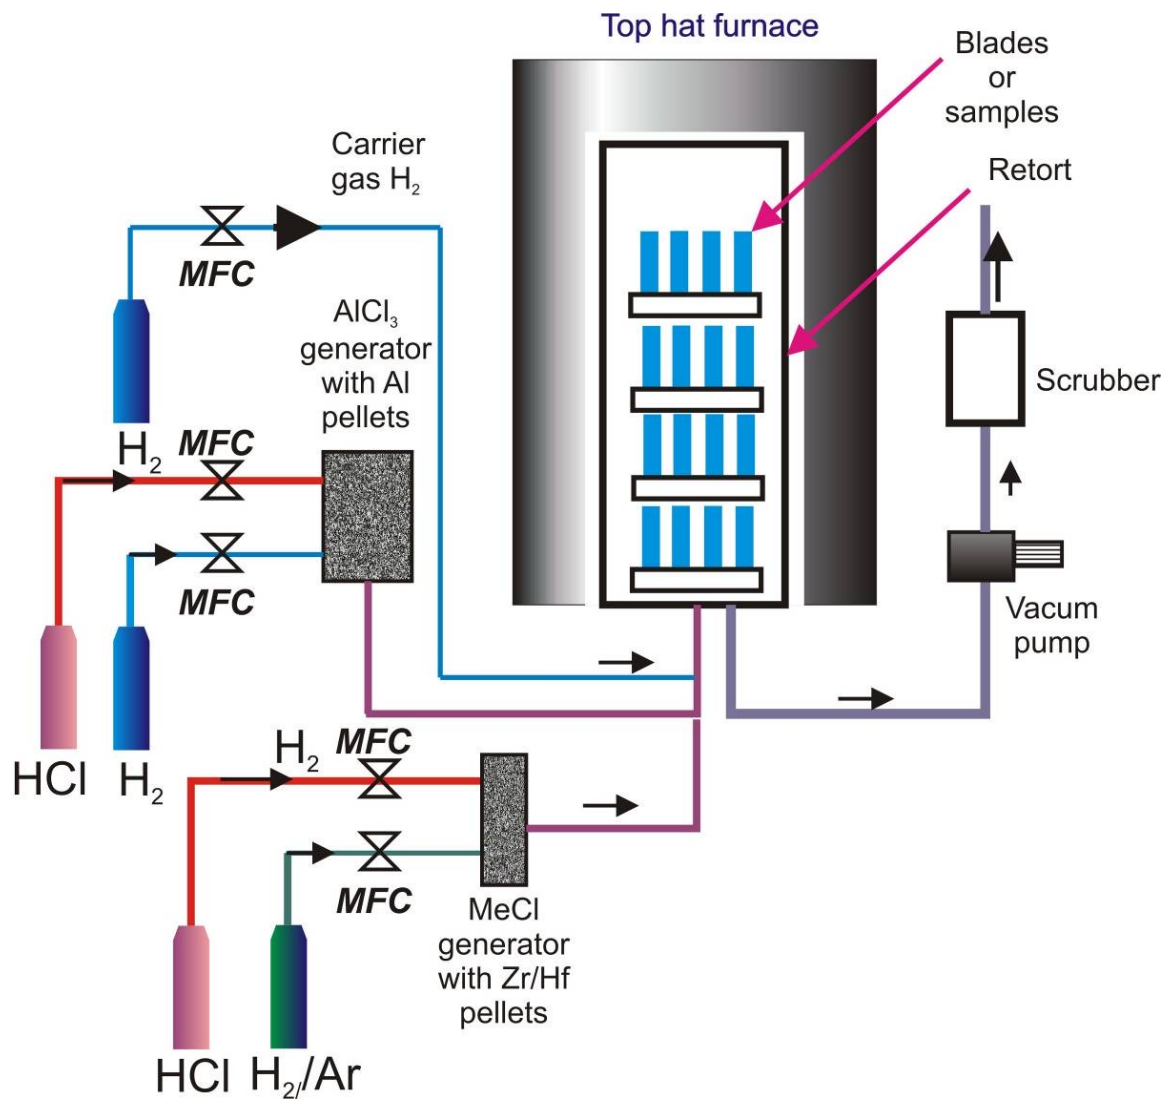 Top hat furnace
Blades
or
samples
Retort
Carrier
gas H₂
MFC
AlCl₃
generator
with Al
pellets
H₂
MFC
MFC
Scrubber
Vacum
pump
HCl
H₂
H₂
MFC
MFC
MeCl
generator
with Zr/Hf
pellets
HCl
H₂/Ar